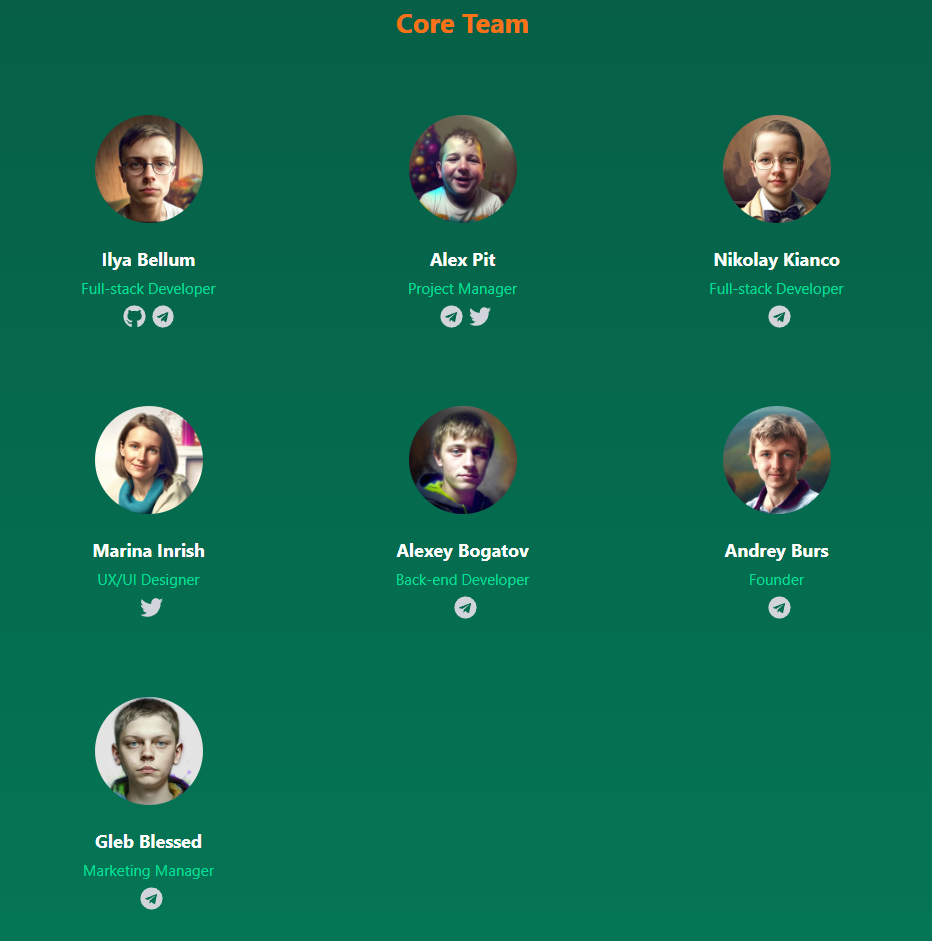 Core Team
Ilya Bellum
Full-stack Developer
Alex Pit
Project Manager
Nikolay Kianco
Full-stack Developer
Marina Inrish
UX/UI Designer
Alexey Bogatov
Back-end Developer
Andrey Burs
Founder
Gleb Blessed
Marketing Manager